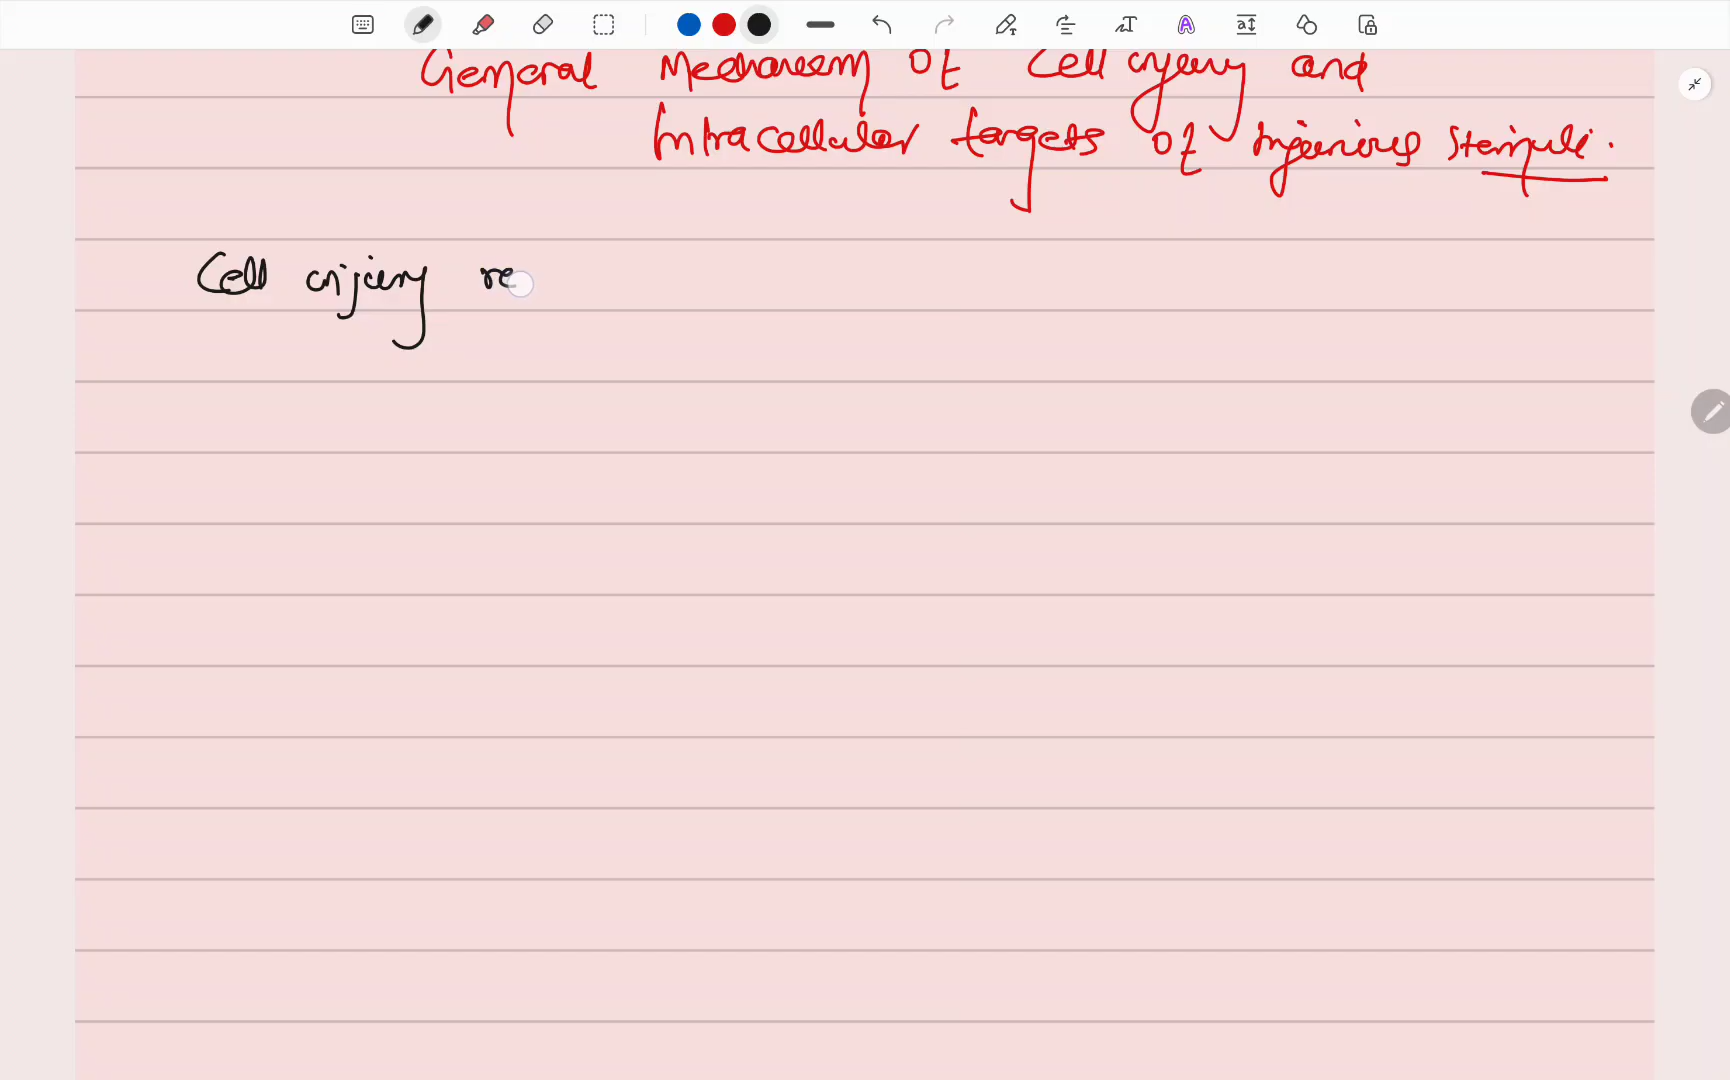 General Mechanism of Cell injury and
Intracellular targets of Injurious Stimuli.
Cell injury re